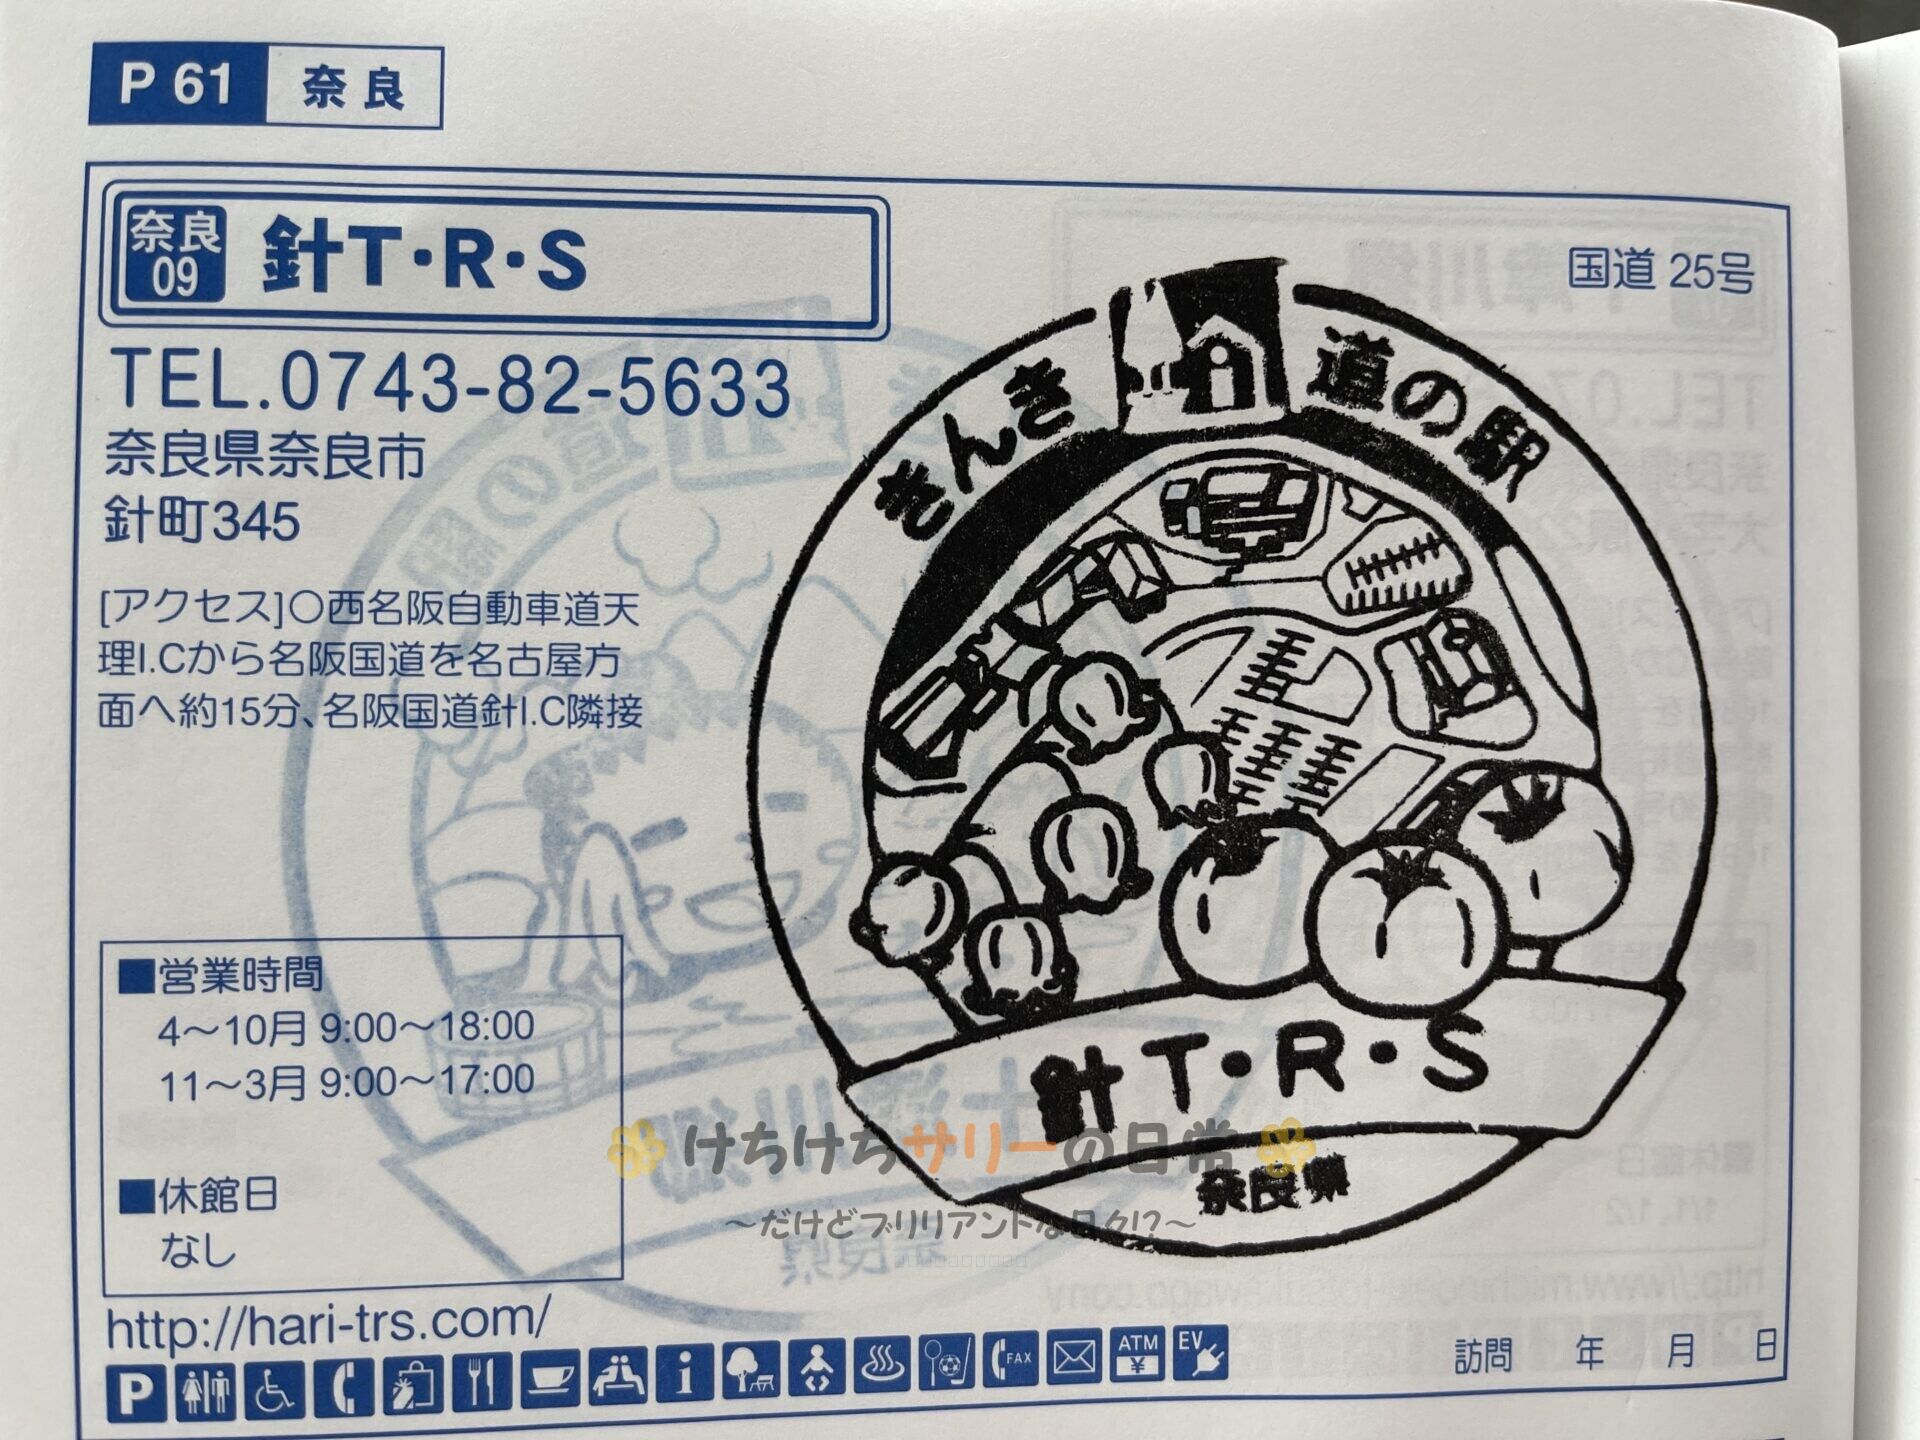 P 61 奈良
奈良 09 針T・R・S
国道 25号
TEL.0743-82-5633
奈良県奈良市
針町345
[アクセス]○西名阪自動車道天
理I.Cから名阪国道を名古屋方
面へ約15分、名阪国道針I.C隣接
■営業時間
4～10月 9:00～18:00
11～3月 9:00～17:00
■休館日
なし
http://hari-trs.com/
P
i
FAX
ATM
¥
EV
訪問 年 月 日
きんき 道の駅
針T・R・S
奈良県
けちけちサリーの日常
～だけどブリリアントな日々!?～